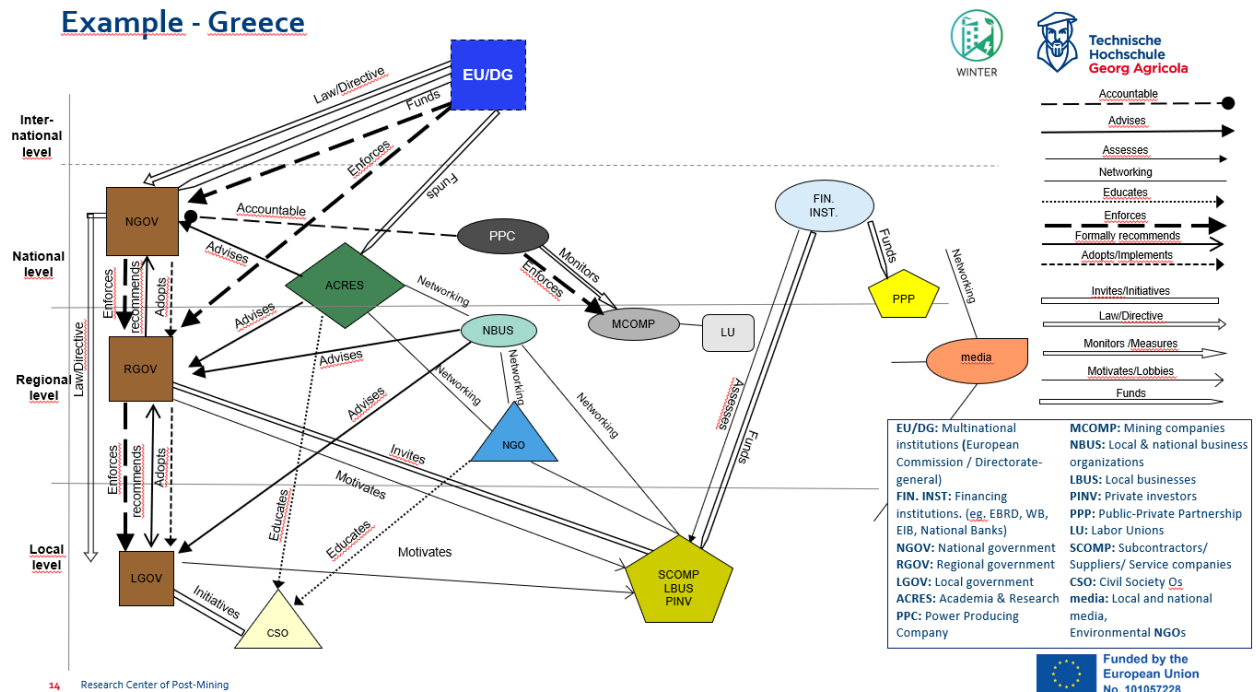 Example - Greece
WINTER
Technische
Hochschule
Georg Agricola
EU/DG
Law/Directive
Funds
Enforces
Funds
Inter-
national
level
National
level
Regional
level
Local
level
NGOV
Accountable
PPC
FIN.
INST.
Advises
Monitors
Enforces
Funds
Networking
ACRES
Networking
PPP
Enforces
recommends
Adopts
Advises
NBUS
MCOMP
LU
media
Law/Directive
RGOV
Advises
Networking
Networking
Advises
Networking
Assesses
Funds
NGO
Invites
Motivates
Enforces
recommends
Adopts
Educates
Educates
Motivates
LGOV
Initiatives
CSO
SCOMP
LBUS
PINV
Accountable
Advises
Assesses
Networking
Educates
Enforces
Formally recommends
Adopts/Implements
Invites/Initiatives
Law/Directive
Monitors /Measures
Motivates/Lobbies
Funds
EU/DG: Multinational
institutions (European
Commission / Directorate-
general)
FIN. INST: Financing
institutions. (eg. EBRD, WB,
EIB, National Banks)
NGOV: National government
RGOV: Regional government
LGOV: Local government
ACRES: Academia & Research
PPC: Power Producing
Company
MCOMP: Mining companies
NBUS: Local & national business
organizations
LBUS: Local businesses
PINV: Private investors
PPP: Public-Private Partnership
LU: Labor Unions
SCOMP: Subcontractors/
Suppliers/ Service companies
CSO: Civil Society Os
media: Local and national
media,
Environmental NGOs
14 Research Center of Post-Mining
Funded by the
European Union
No. 101057228